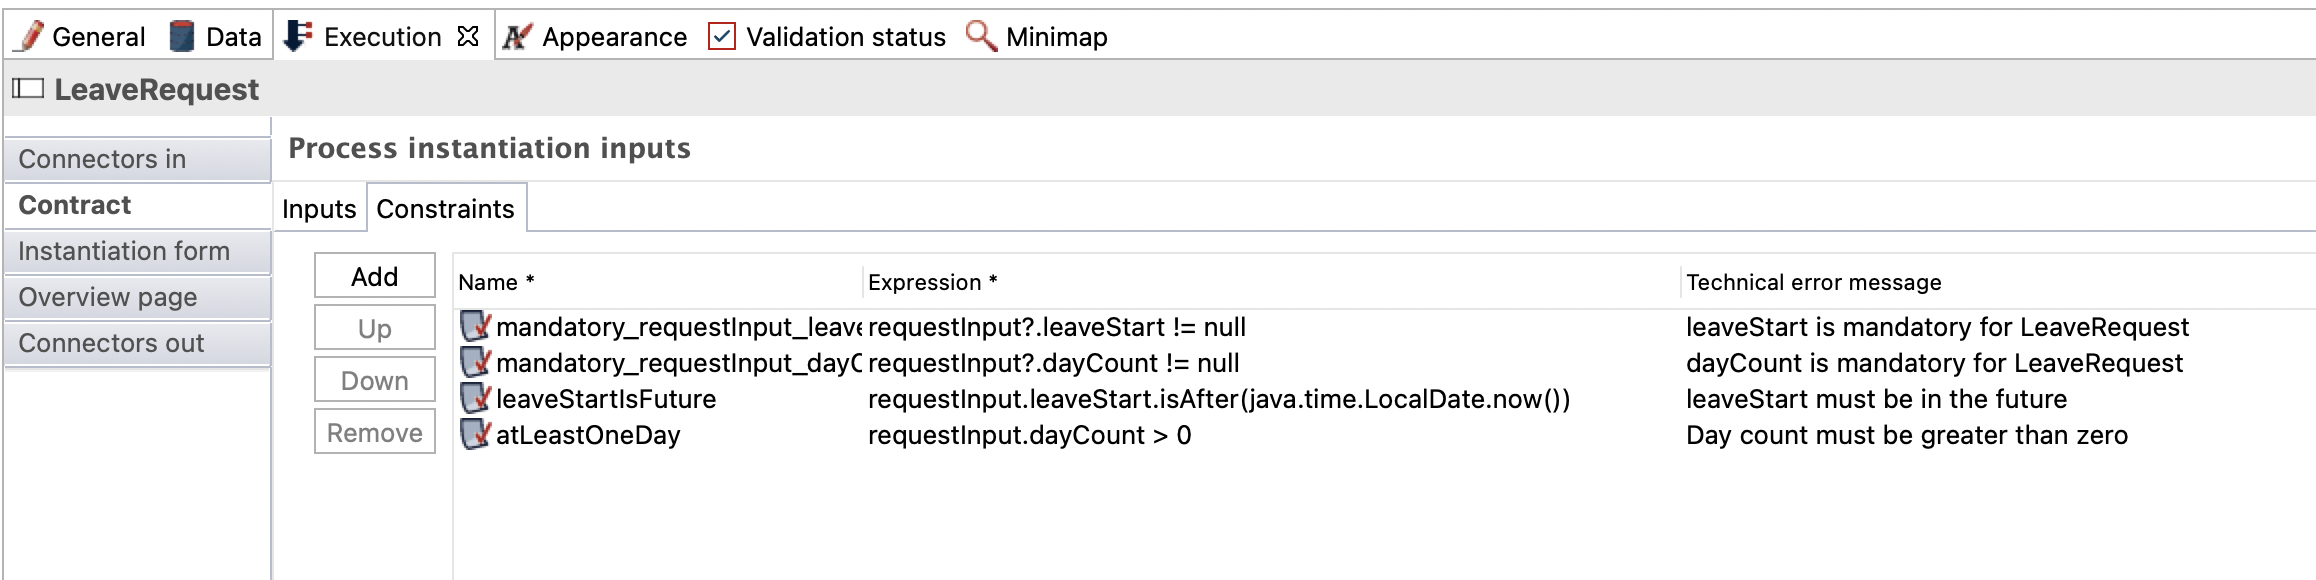 General Data Execution Appearance Validation status Minimap
LeaveRequest
Process instantiation inputs
Connectors in
Contract
Instantiation form
Overview page
Connectors out
Inputs Constraints
Add
Up
Down
Remove
Name * Expression * Technical error message
mandatory_requestInput_leave requestInput?.leaveStart != null leaveStart is mandatory for LeaveRequest
mandatory_requestInput_dayC requestInput?.dayCount != null dayCount is mandatory for LeaveRequest
leaveStartIsFuture requestInput.leaveStart.isAfter(java.time.LocalDate.now()) leaveStart must be in the future
atLeastOneDay requestInput.dayCount > 0 Day count must be greater than zero